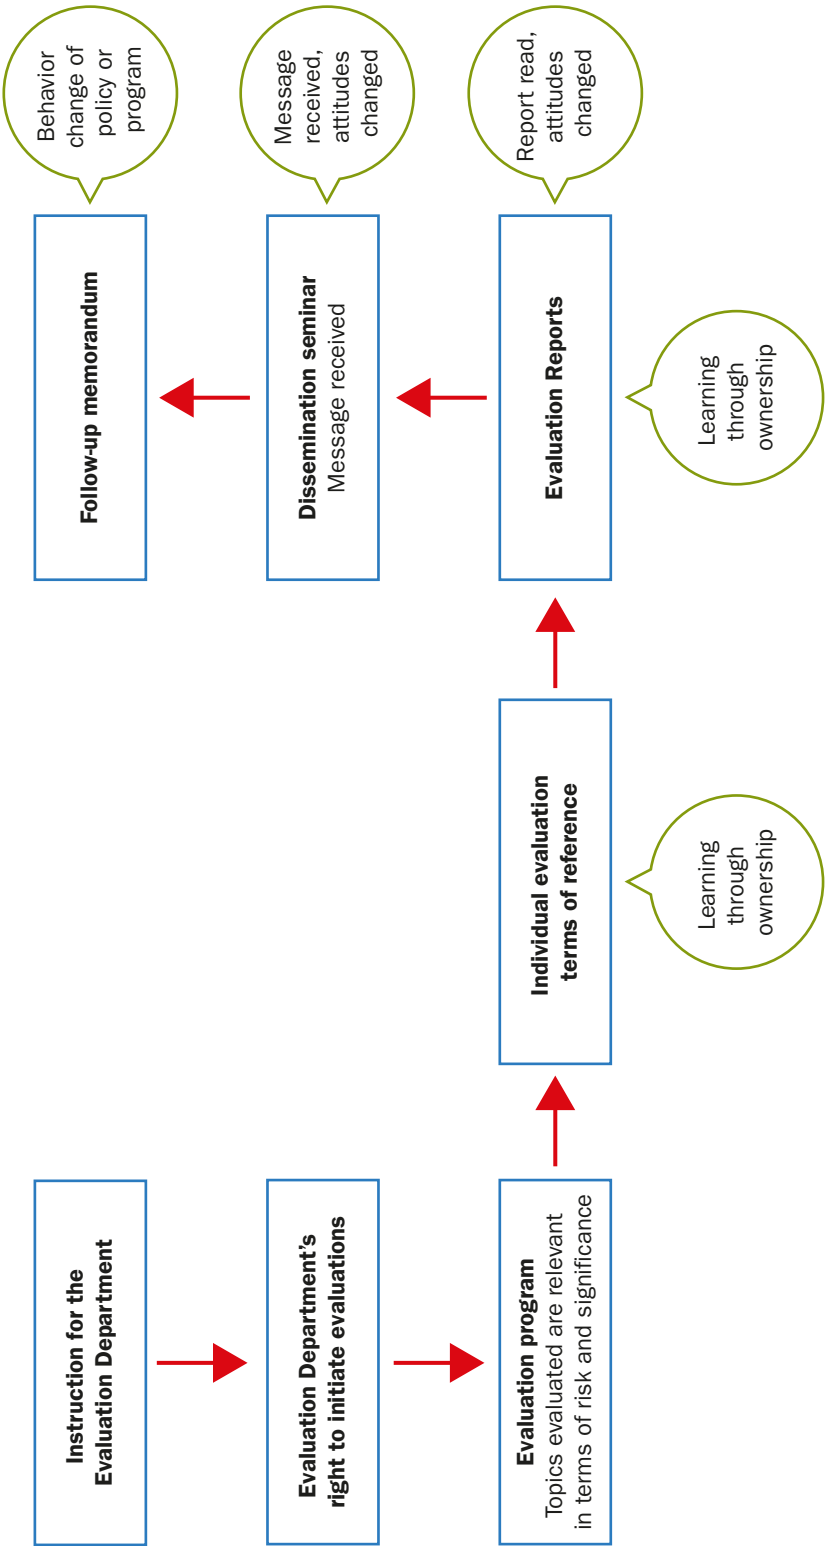 Instruction for the
Evaluation Department
Evaluation Department’s
right to initiate evaluations
Evaluation program
Topics evaluated are relevant
in terms of risk and significance
Individual evaluation
terms of reference
Learning
through
ownership
Evaluation Reports
Learning
through
ownership
Report read,
attitudes
changed
Dissemination seminar
Message received
Message
received,
attitudes
changed
Follow-up memorandum
Behavior
change of
policy or
program